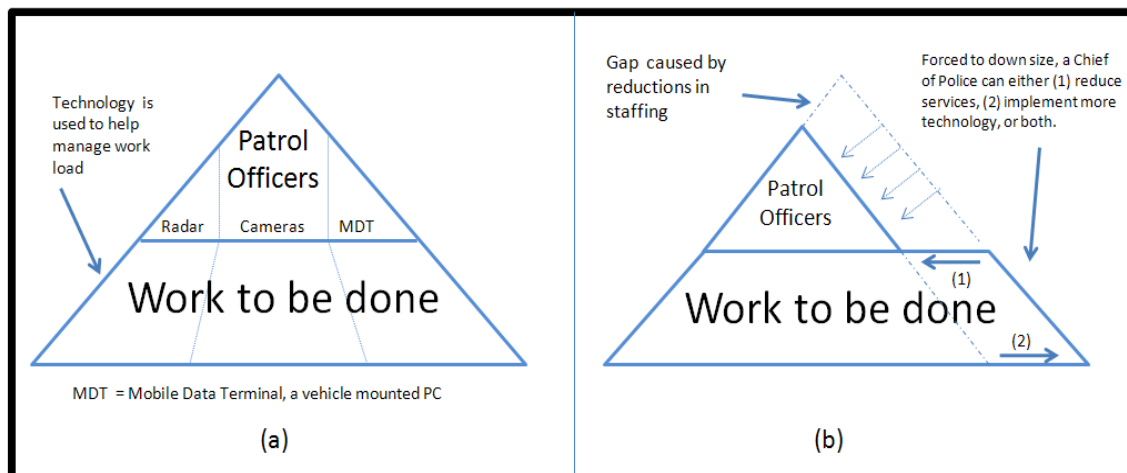 Technology is
used to help
manage work
load
Patrol
Officers
Radar
Cameras
MDT
Work to be done
MDT = Mobile Data Terminal, a vehicle mounted PC
(a)
Gap caused by
reductions in
staffing
Forced to down size, a Chief
of Police can either (1) reduce
services, (2) implement more
technology, or both.
Patrol
Officers
(1)
Work to be done
(2)
(b)